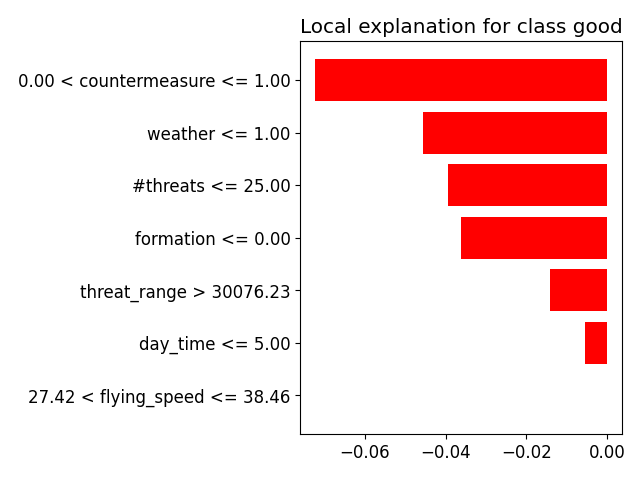 Local explanation for class good
0.00 < countermeasure <= 1.00
weather <= 1.00
#threats <= 25.00
formation <= 0.00
threat_range > 30076.23
day_time <= 5.00
27.42 < flying_speed <= 38.46
−0.06 −0.04 −0.02 0.00